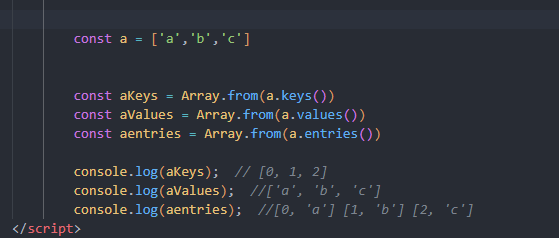 const a = ['a','b','c']
const aKeys = Array.from(a.keys())
const aValues = Array.from(a.values())
const aentries = Array.from(a.entries())
console.log(aKeys);  // [0, 1, 2]
console.log(aValues);  //['a', 'b', 'c']
console.log(aentries);  //[0, 'a'] [1, 'b'] [2, 'c']
</script>